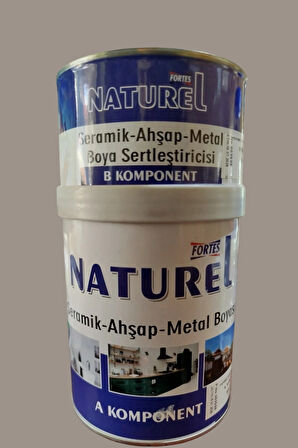 FORTES
NATUREL
Seramik-Ahşap-Metal
Boya Sertleştiricisi
B KOMPONENT
FORTES
NATUREL
Seramik-Ahşap-Metal Boyası
A KOMPONENT